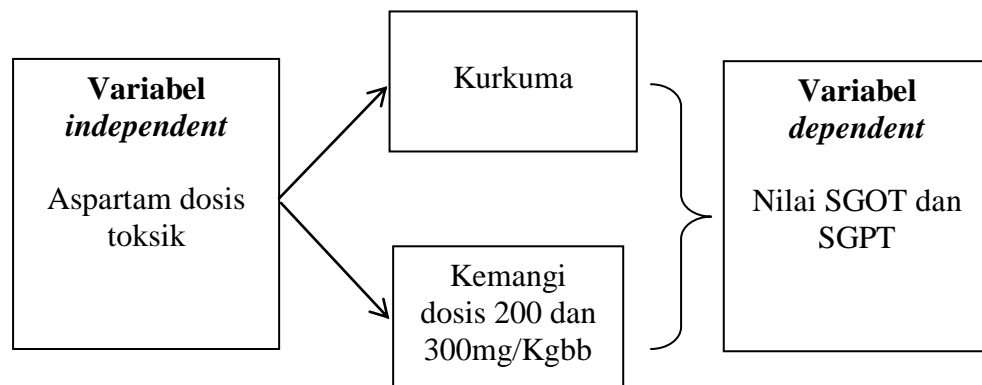 Variabel
independent
Aspartam dosis
toksik
Kurkuma
Kemangi
dosis 200 dan
300mg/Kgbb
Variabel
dependent
Nilai SGOT dan
SGPT